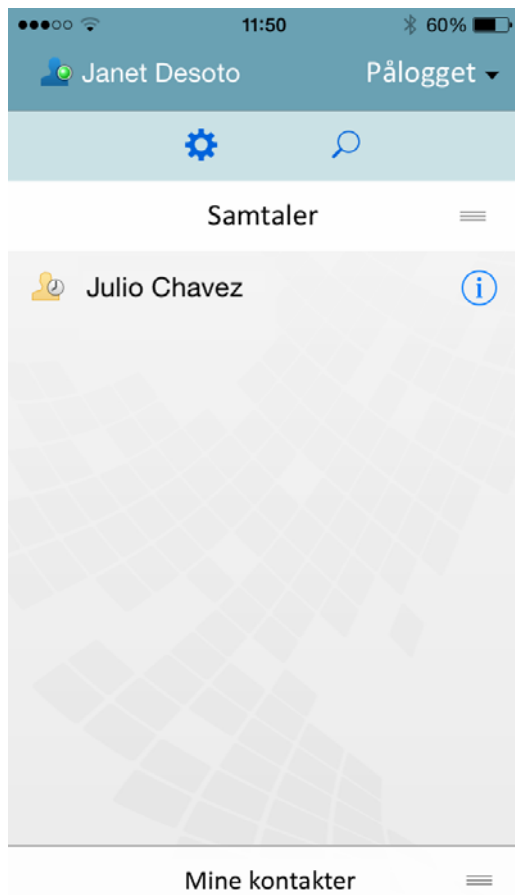 11:50 60%
Janet Desoto Pålogget
Samtaler
Julio Chavez
Mine kontakter